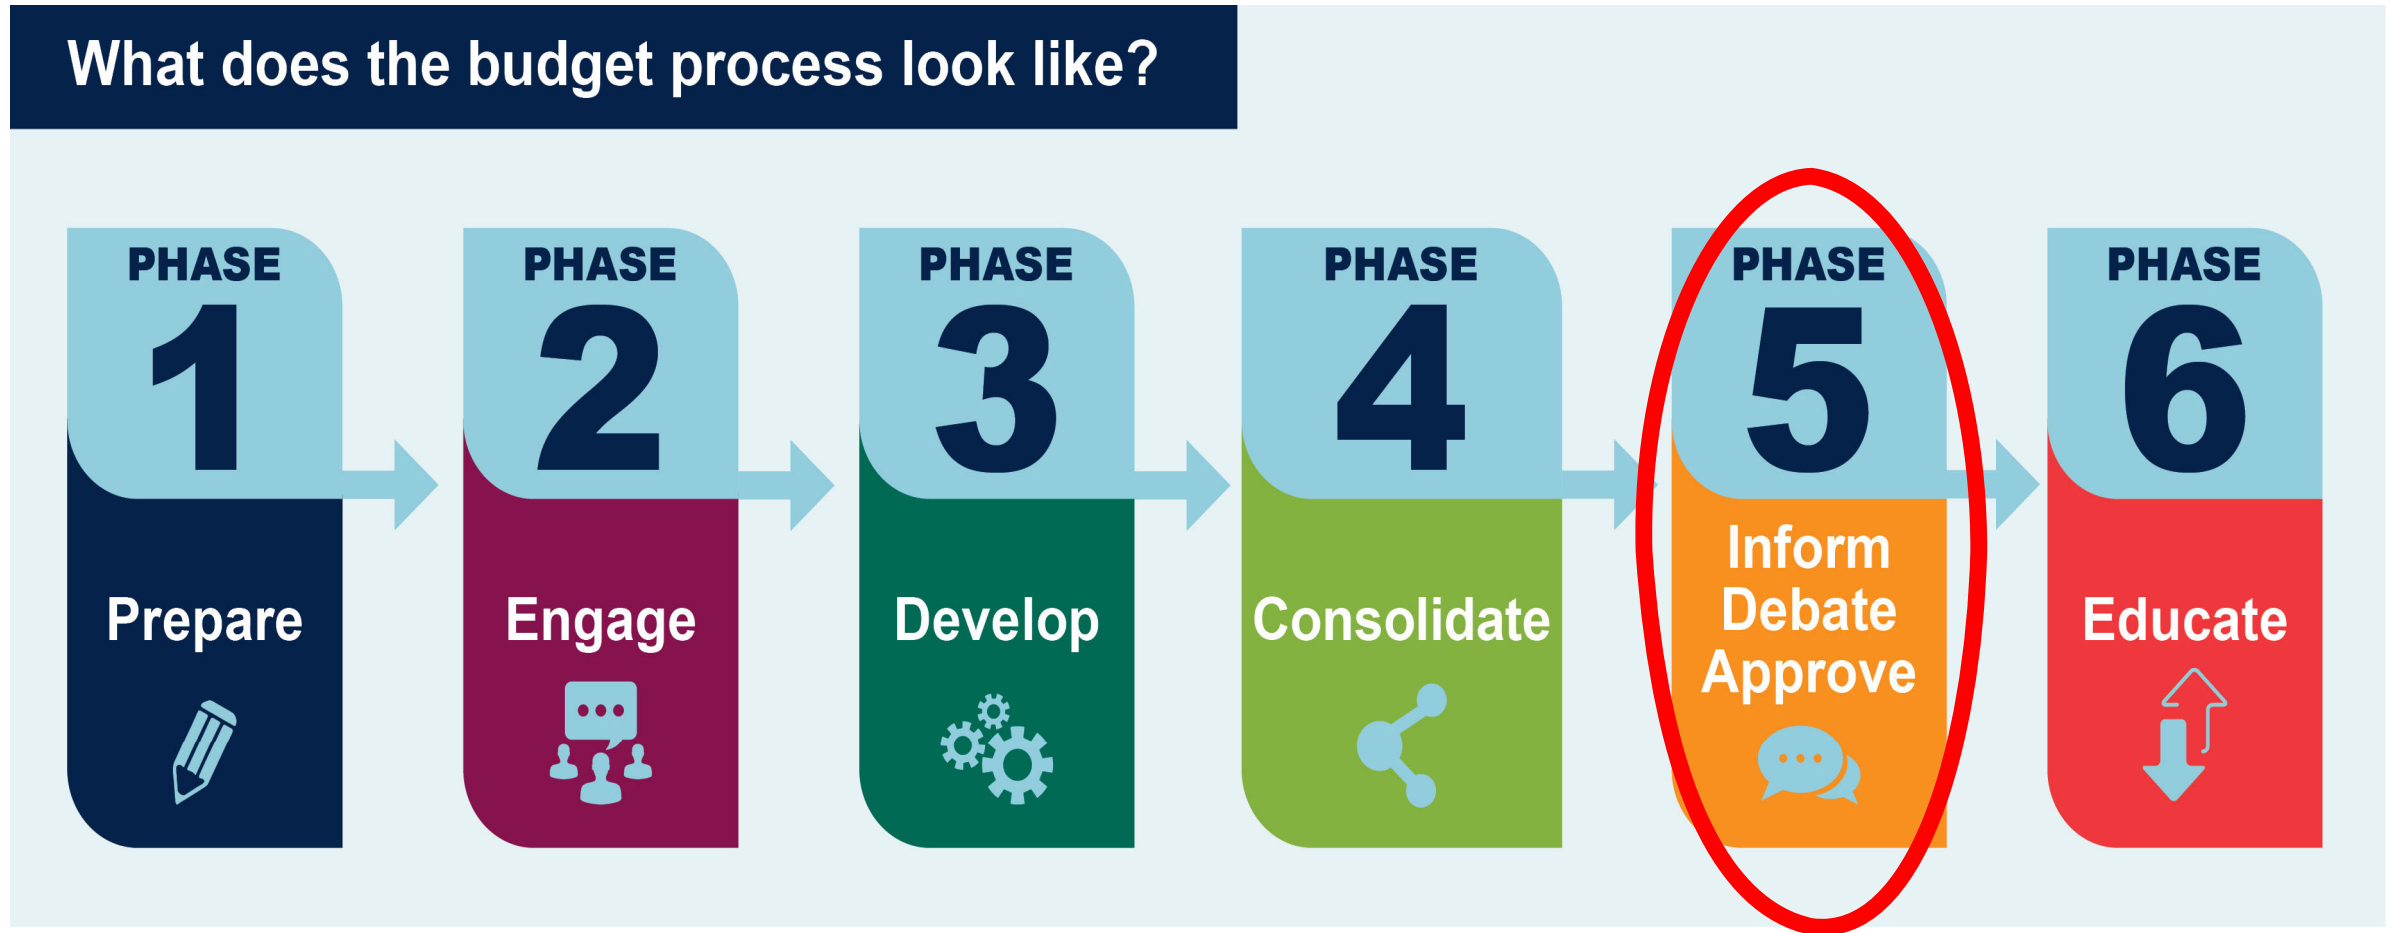 What does the budget process look like?
PHASE
1
Prepare
PHASE
2
Engage
PHASE
3
Develop
PHASE
4
Consolidate
PHASE
5
Inform
Debate
Approve
PHASE
6
Educate